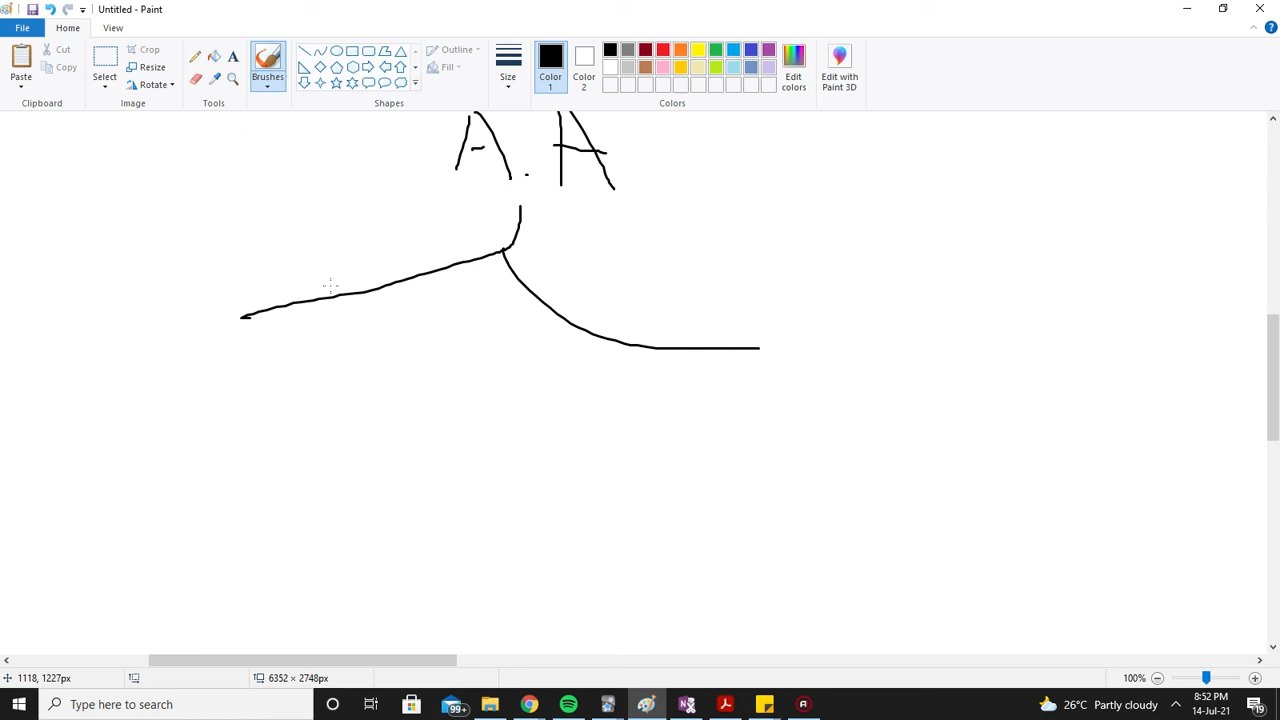 Untitled - Paint
File Home View
Paste
Cut
Copy
Clipboard
Select
Crop
Resize
Rotate
Image
Tools
Brushes
Outline
Fill
Shapes
Size
Color 1
Color 2
Edit colors
Colors
Edit with Paint 3D
A. A
1118, 1227px
6352 × 2748px
100%
Type here to search
99+
26°C Partly cloudy
8:52 PM
14-Jul-21
19